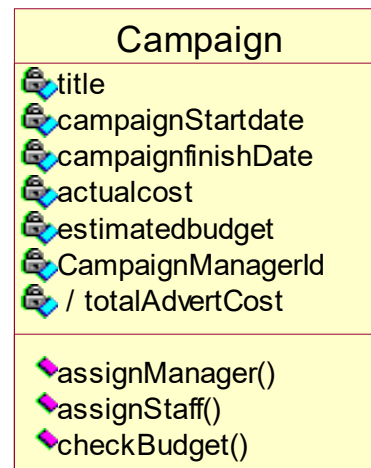 Campaign
title
campaignStartdate
campaignfinishDate
actualcost
estimatedbudget
CampaignManagerId
/ totalAdvertCost
assignManager()
assignStaff()
checkBudget()